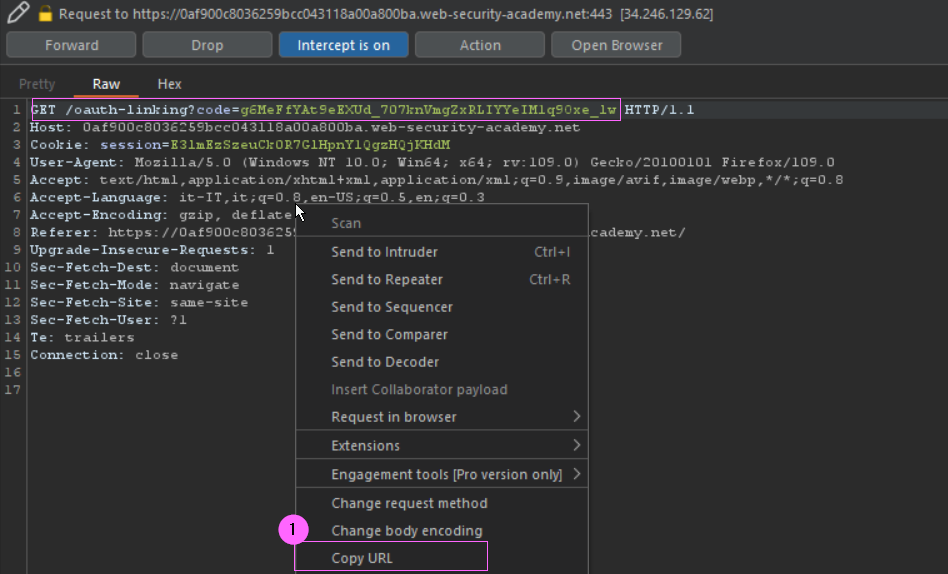 Request to https://0af900c8036259bcc043118a00a800ba.web-security-academy.net:443 [34.246.129.62]
Forward Drop Intercept is on Action Open Browser
Pretty Raw Hex
1 GET /oauth-linking?code=g6MeFfYAt9eEXUd_707knVmgZxRLIYYeIMlq90xe_lw HTTP/1.1
2 Host: 0af900c8036259bcc043118a00a800ba.web-security-academy.net
3 Cookie: session=E3lmEzSzeuCkOR7GlHpnYlQgzHQjKHdM
4 User-Agent: Mozilla/5.0 (Windows NT 10.0; Win64; x64; rv:109.0) Gecko/20100101 Firefox/109.0
5 Accept: text/html,application/xhtml+xml,application/xml;q=0.9,image/avif,image/webp,*/*;q=0.8
6 Accept-Language: it-IT,it;q=0.8,en-US;q=0.5,en;q=0.3
7 Accept-Encoding: gzip, deflate
8 Referer: https://0af900c8036259 academy.net/
9 Upgrade-Insecure-Requests: 1
10 Sec-Fetch-Dest: document
11 Sec-Fetch-Mode: navigate
12 Sec-Fetch-Site: same-site
13 Sec-Fetch-User: ?1
14 Te: trailers
15 Connection: close
16
17
Scan
Send to Intruder Ctrl+I
Send to Repeater Ctrl+R
Send to Sequencer
Send to Comparer
Send to Decoder
Insert Collaborator payload
Request in browser
Extensions
Engagement tools [Pro version only]
Change request method
1
Change body encoding
Copy URL